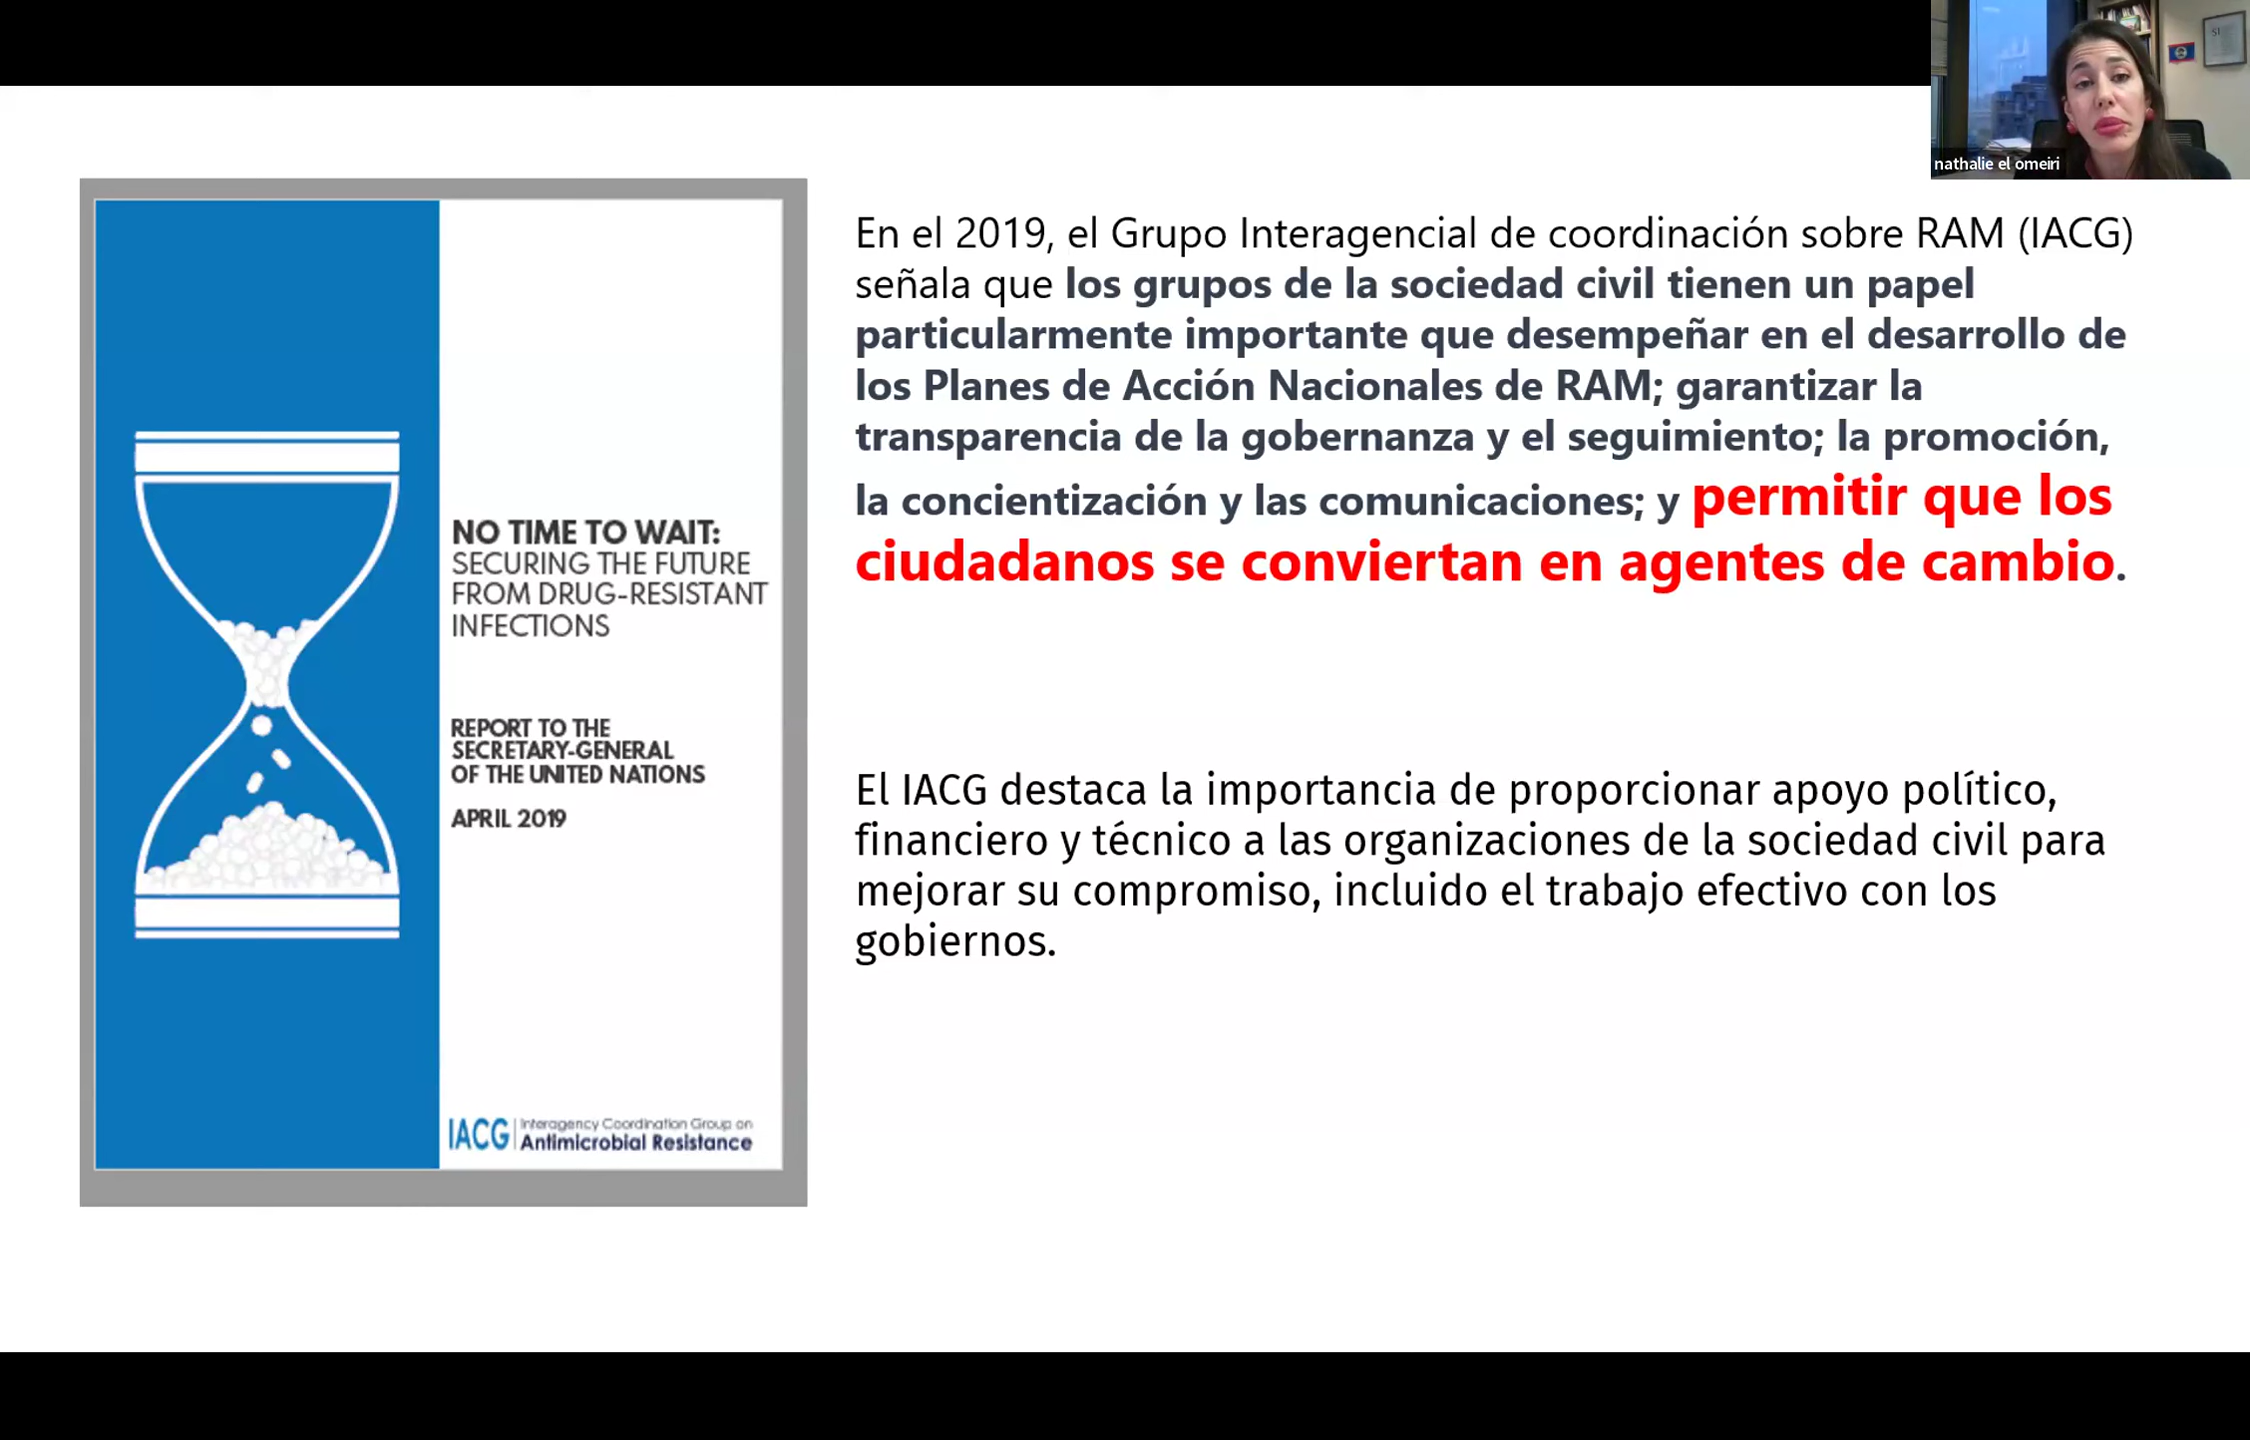 nathalie el omeiri
NO TIME TO WAIT:
SECURING THE FUTURE
FROM DRUG-RESISTANT
INFECTIONS
REPORT TO THE
SECRETARY-GENERAL
OF THE UNITED NATIONS
APRIL 2019
IACG
Interagency Coordination Group on
Antimicrobial Resistance
En el 2019, el Grupo Interagencial de coordinación sobre RAM (IACG)
señala que los grupos de la sociedad civil tienen un papel
particularmente importante que desempeñar en el desarrollo de
los Planes de Acción Nacionales de RAM; garantizar la
transparencia de la gobernanza y el seguimiento; la promoción,
la concientización y las comunicaciones; y permitir que los
ciudadanos se conviertan en agentes de cambio.
El IACG destaca la importancia de proporcionar apoyo político,
financiero y técnico a las organizaciones de la sociedad civil para
mejorar su compromiso, incluido el trabajo efectivo con los
gobiernos.